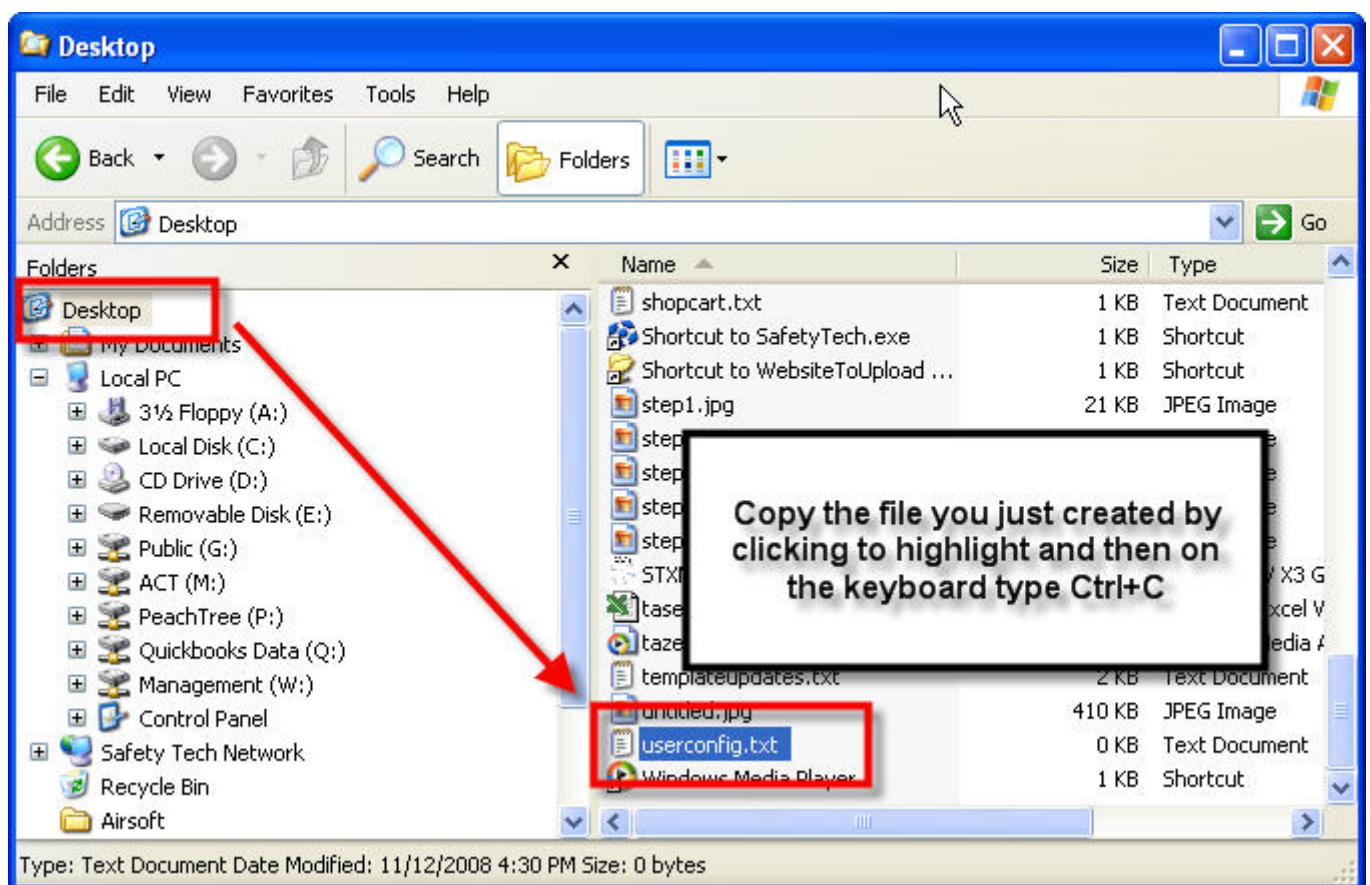 Desktop
File Edit View Favorites Tools Help
Back Search Folders
Address Desktop Go
Folders
Name Size Type
Desktop
My Documents
Local PC
3½ Floppy (A:)
Local Disk (C:)
CD Drive (D:)
Removable Disk (E:)
Public (G:)
ACT (M:)
PeachTree (P:)
Quickbooks Data (Q:)
Management (W:)
Control Panel
Safety Tech Network
Recycle Bin
Airsoft
shopcart.txt 1 KB Text Document
Shortcut to SafetyTech.exe 1 KB Shortcut
Shortcut to WebsiteToUpload ... 1 KB Shortcut
step1.jpg 21 KB JPEG Image
step
step
step
step
X3 G
templateupdates.txt 2 KB Text Document
untitled.jpg 410 KB JPEG Image
userconfig.txt 0 KB Text Document
Windows Media Player 1 KB Shortcut
Copy the file you just created by
clicking to highlight and then on
the keyboard type Ctrl+C
Type: Text Document Date Modified: 11/12/2008 4:30 PM Size: 0 bytes